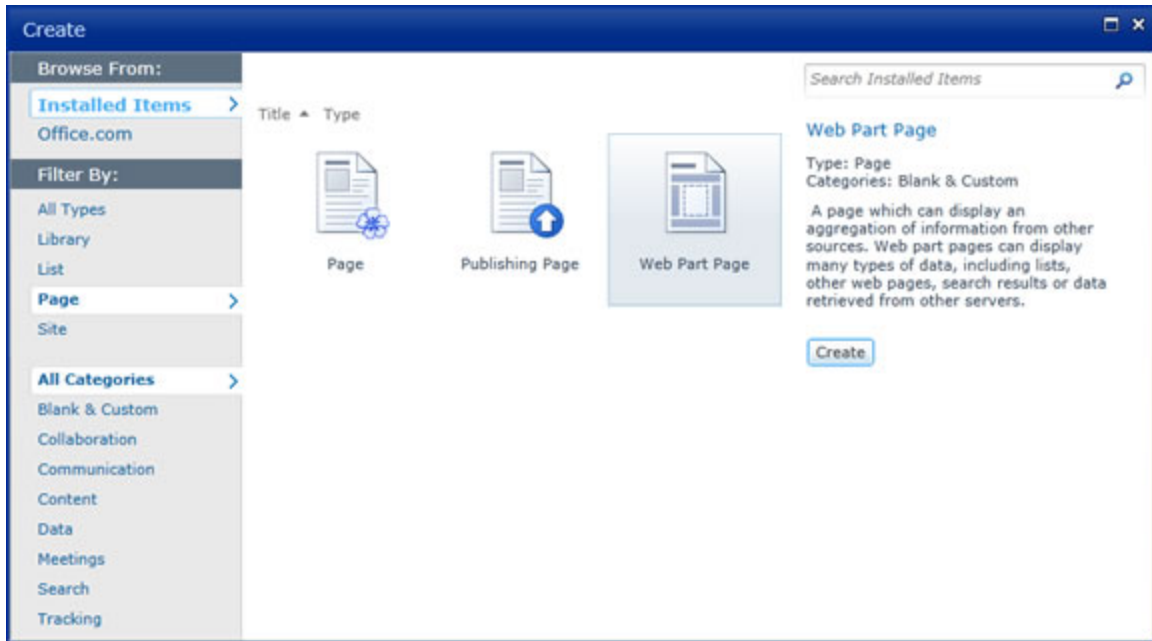 Create
Browse From:
Installed Items
Office.com
Filter By:
All Types
Library
List
Page
Site
All Categories
Blank & Custom
Collaboration
Communication
Content
Data
Meetings
Search
Tracking
Title Type
Page
Publishing Page
Web Part Page
Search Installed Items
Web Part Page
Type: Page
Categories: Blank & Custom
A page which can display an
aggregation of information from other
sources. Web part pages can display
many types of data, including lists,
other web pages, search results or data
retrieved from other servers.
Create